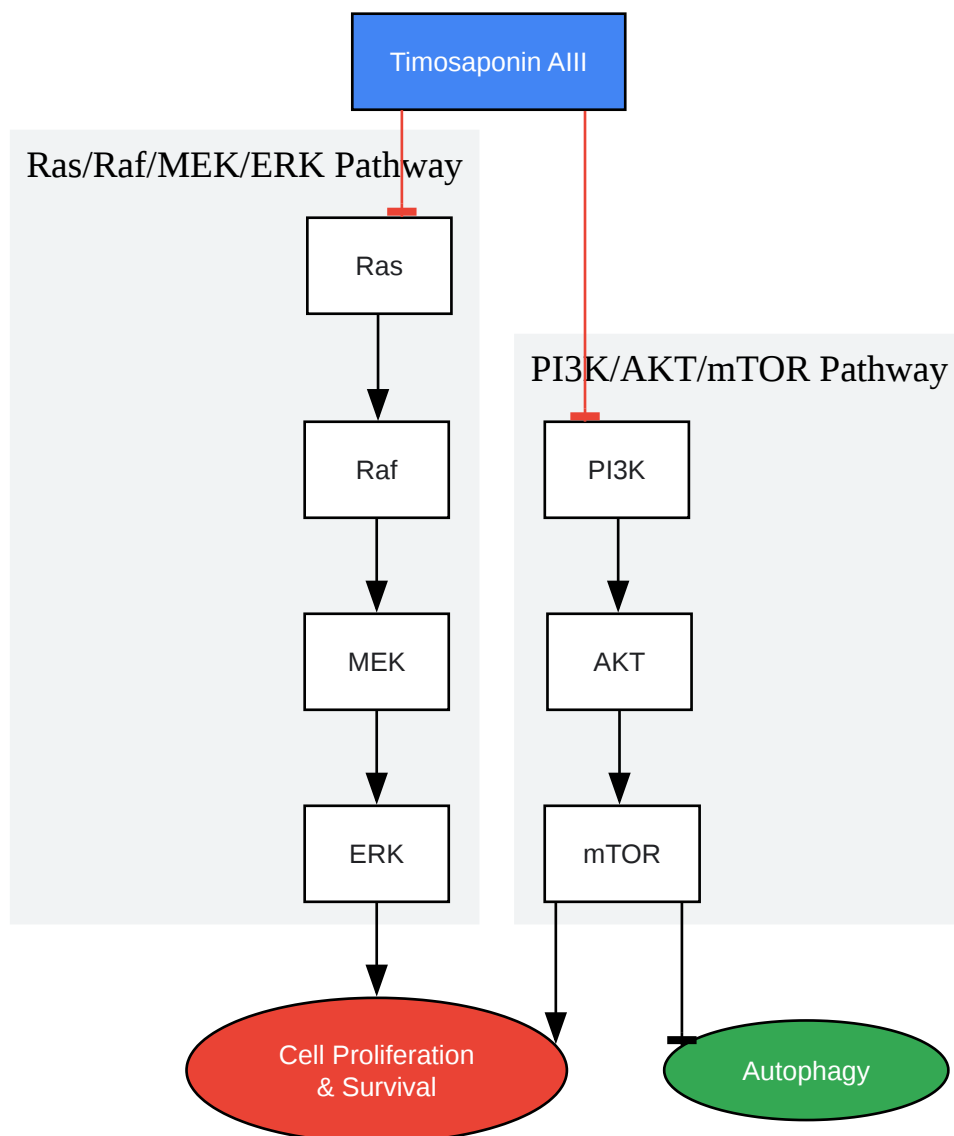 Timosaponin AIII
Ras/Raf/MEK/ERK Pathway
Ras
Raf
MEK
ERK
PI3K/AKT/mTOR Pathway
PI3K
AKT
mTOR
Cell Proliferation
& Survival
Autophagy